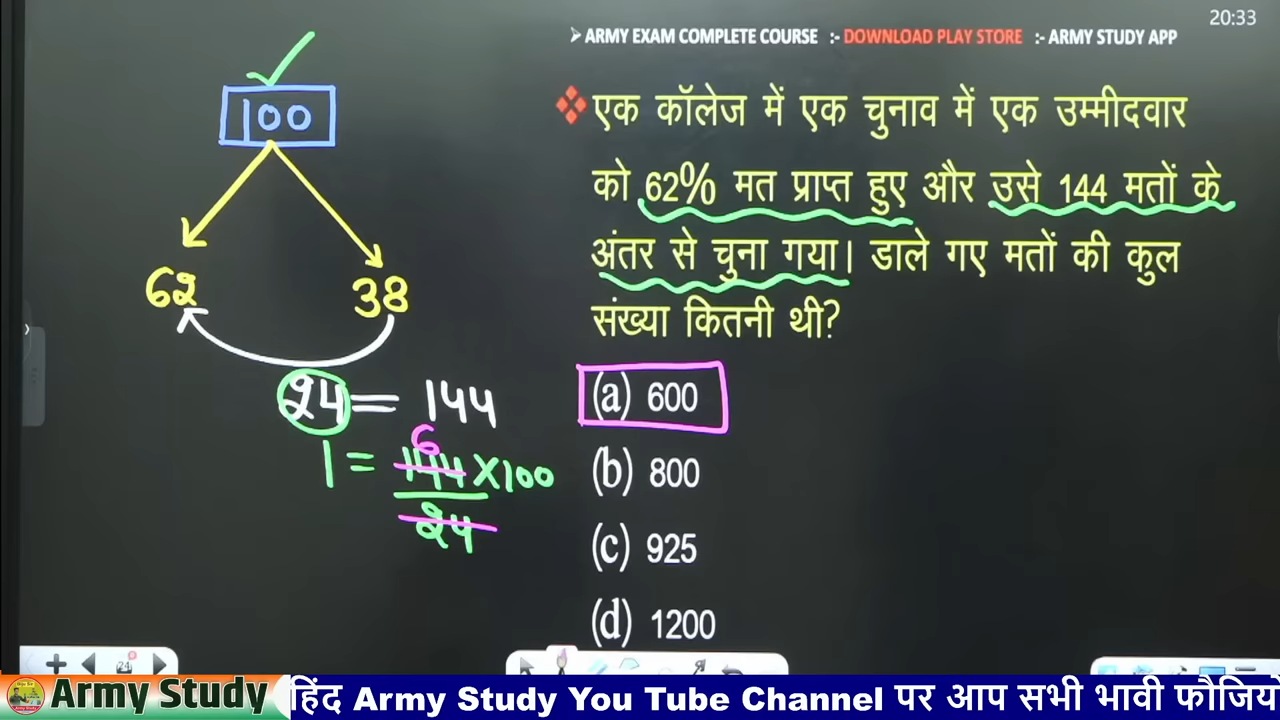 20:33
➢ ARMY EXAM COMPLETE COURSE :- DOWNLOAD PLAY STORE :- ARMY STUDY APP
100
62 38
24 = 144
6
1 = 144 × 100
24
❖ एक कॉलेज में एक चुनाव में एक उम्मीदवार
को 62% मत प्राप्त हुए और उसे 144 मतों के
अंतर से चुना गया। डाले गए मतों की कुल
संख्या कितनी थी?
(a) 600
(b) 800
(c) 925
(d) 1200
24
Army Study
हिंद Army Study You Tube Channel पर आप सभी भावी फौजियो